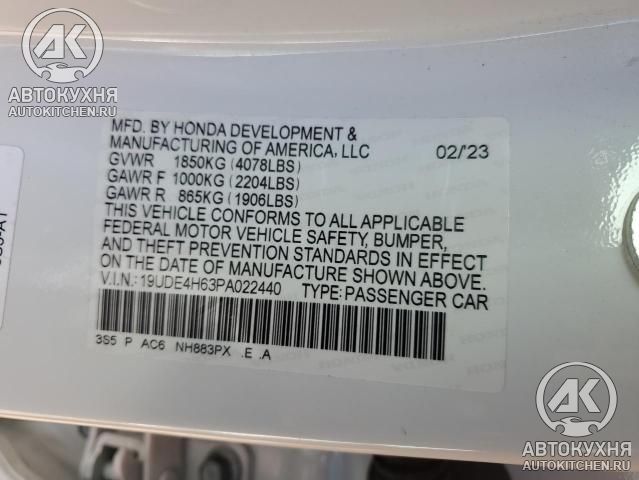 АВТОКУХНЯ
AUTOKITCHEN.RU
MFD. BY HONDA DEVELOPMENT &
MANUFACTURING OF AMERICA, LLC 02/'23
GVWR 1850KG (4078LBS)
GAWR F 1000KG (2204LBS)
GAWR R 865KG (1906LBS)
THIS VEHICLE CONFORMS TO ALL APPLICABLE
FEDERAL MOTOR VEHICLE SAFETY, BUMPER,
AND THEFT PREVENTION STANDARDS IN EFFECT
ON THE DATE OF MANUFACTURE SHOWN ABOVE.
V.I.N.: 19UDE4H63PA022440 TYPE: PASSENGER CAR
3S5 P AC6 NH883PX .E .A
АК
АВТОКУХНЯ
AUTOKITCHEN.RU